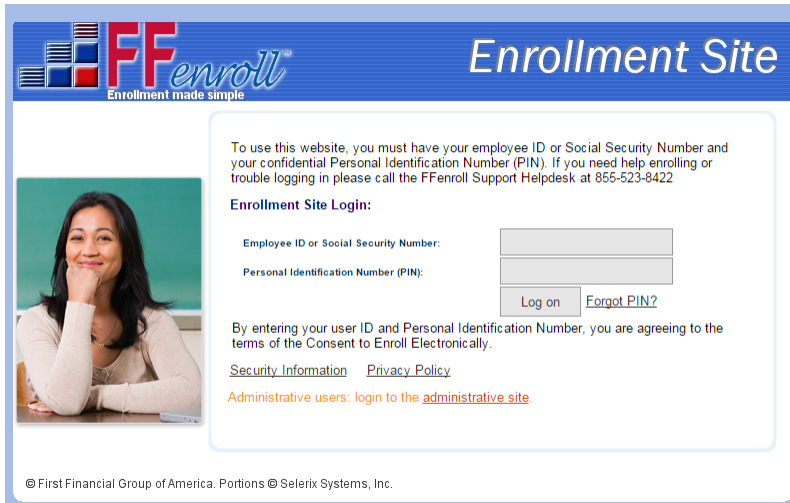 FFenroll™
Enrollment made simple
Enrollment Site
To use this website, you must have your employee ID or Social Security Number and
your confidential Personal Identification Number (PIN). If you need help enrolling or
trouble logging in please call the FFenroll Support Helpdesk at 855-523-8422
Enrollment Site Login:
Employee ID or Social Security Number:
Personal Identification Number (PIN):
Log on Forgot PIN?
By entering your user ID and Personal Identification Number, you are agreeing to the
terms of the Consent to Enroll Electronically.
Security Information Privacy Policy
Administrative users: login to the administrative site.
© First Financial Group of America. Portions © Selerix Systems, Inc.